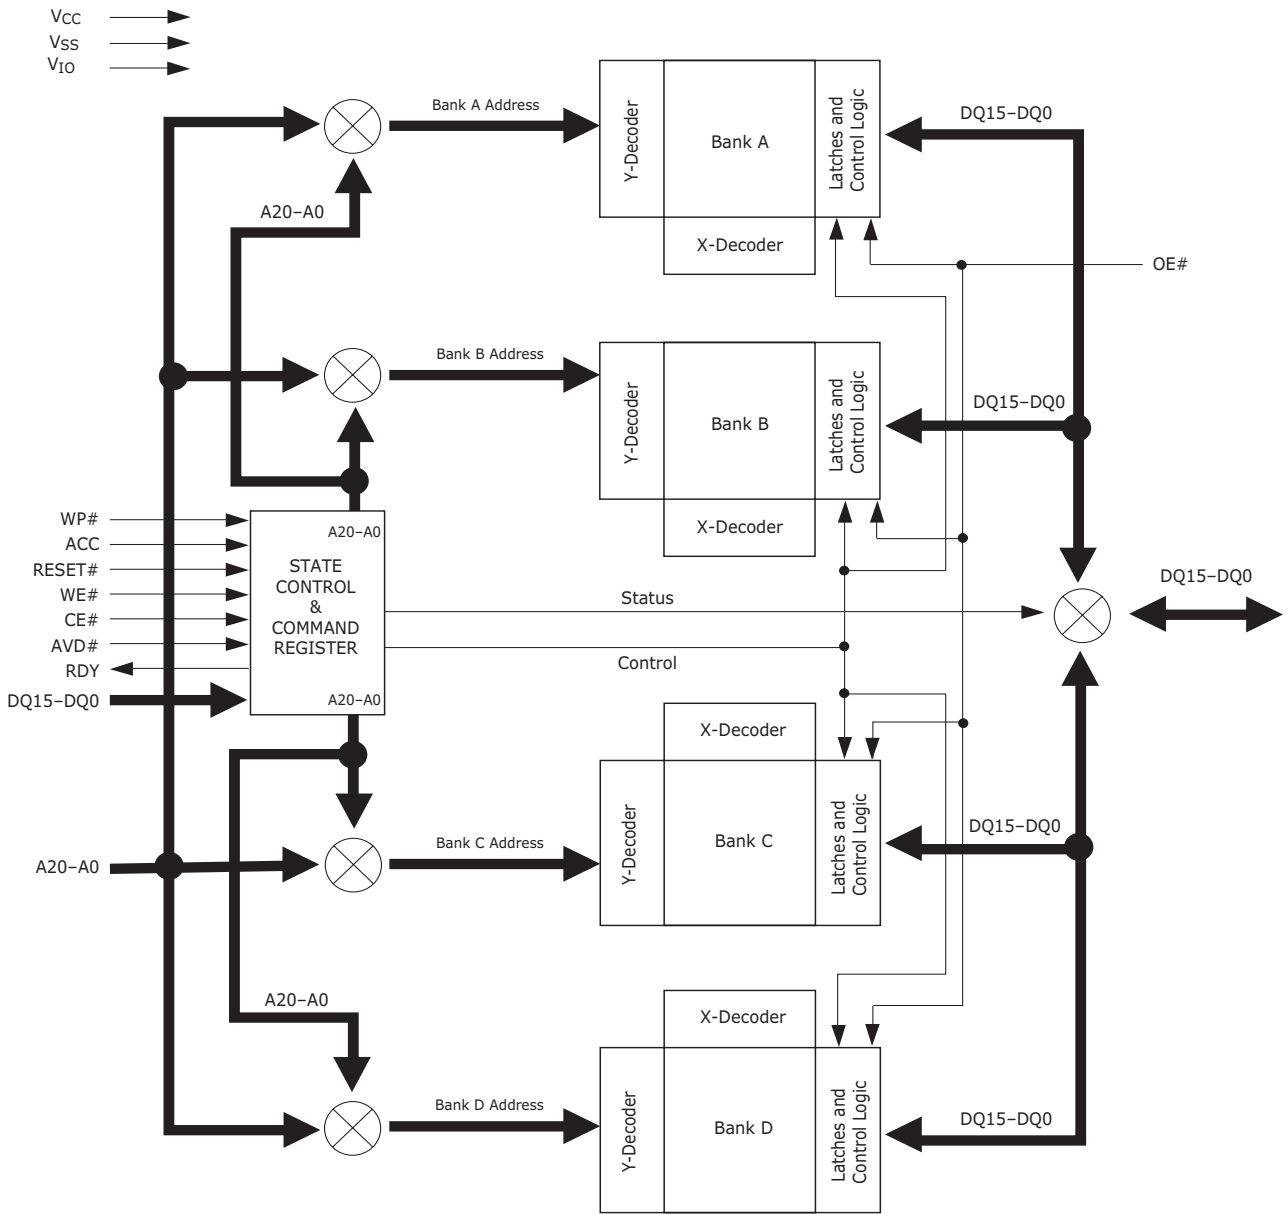 VCC
VSS
VIO
Bank A Address
Y-Decoder
Bank A
Latches and
Control Logic
DQ15–DQ0
A20–A0
X-Decoder
OE#
Bank B Address
Y-Decoder
Bank B
Latches and
Control Logic
DQ15–DQ0
X-Decoder
WP#
ACC
RESET#
WE#
CE#
AVD#
RDY
DQ15–DQ0
A20–A0
STATE
CONTROL
&
COMMAND
REGISTER
A20–A0
Status
Control
DQ15–DQ0
X-Decoder
Bank C Address
Y-Decoder
Bank C
Latches and
Control Logic
DQ15–DQ0
A20–A0
A20–A0
X-Decoder
Bank D Address
Y-Decoder
Bank D
Latches and
Control Logic
DQ15–DQ0